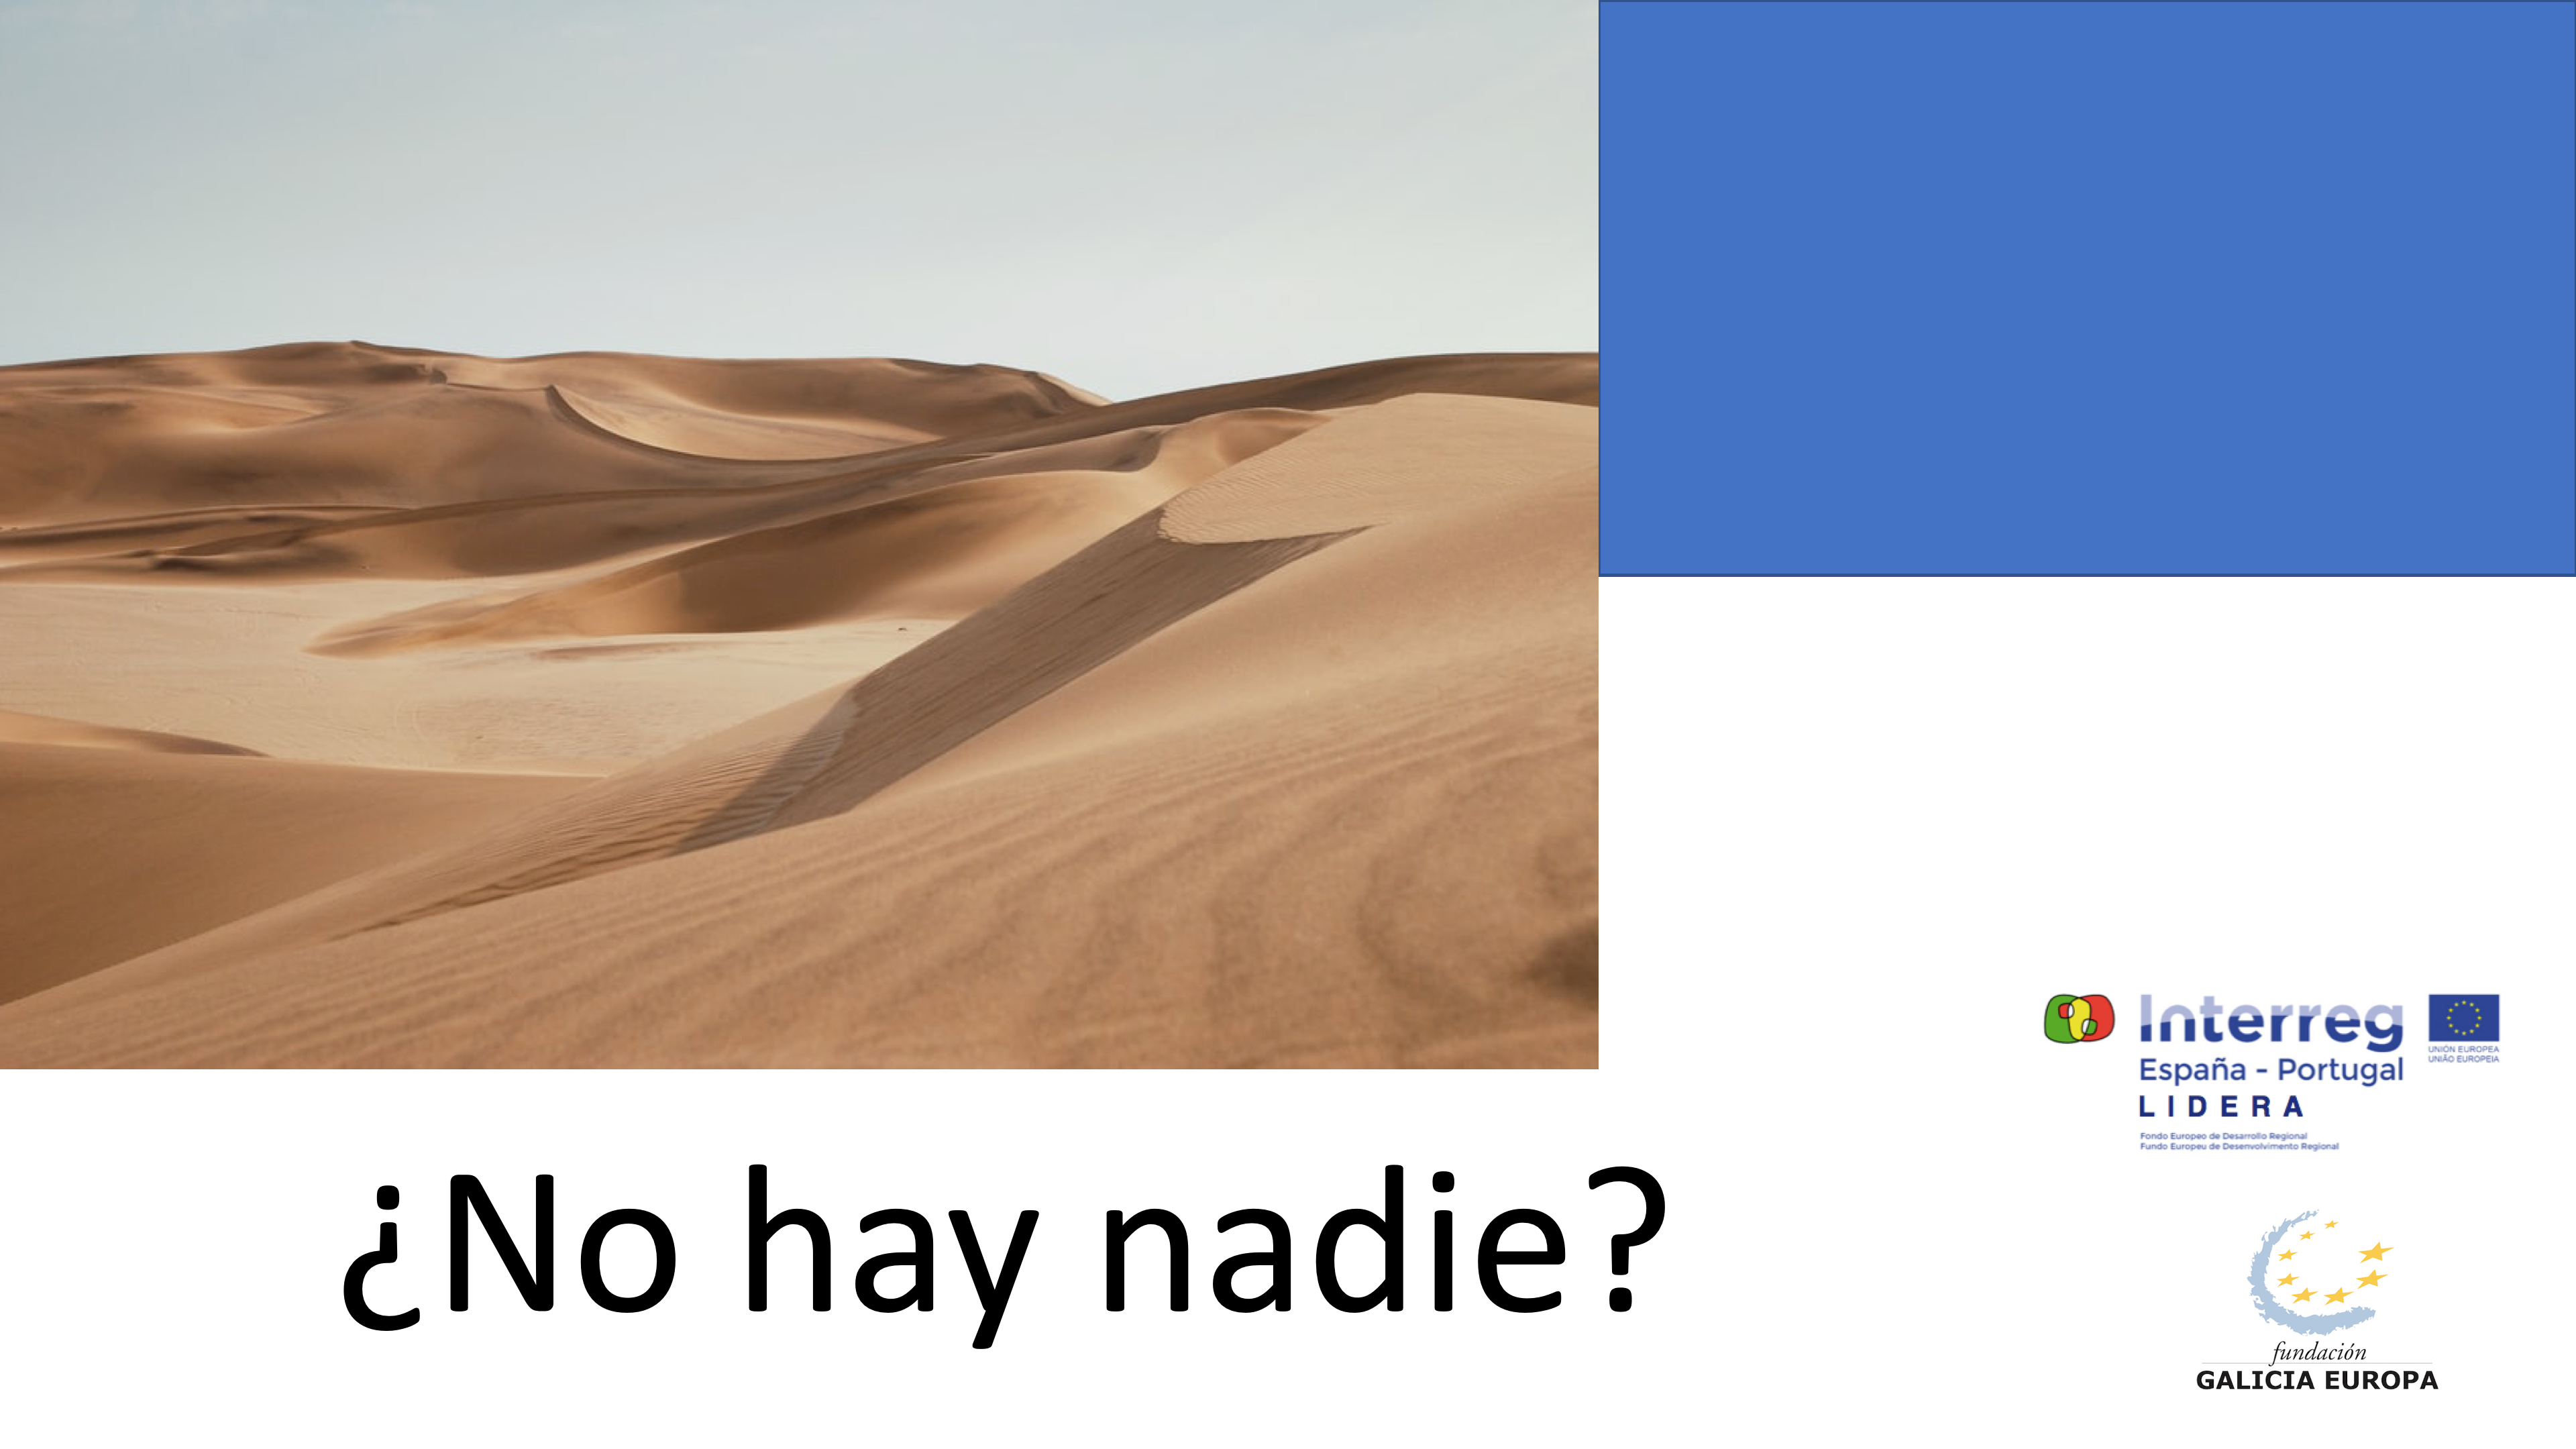 Interreg
UNIÓN EUROPEA
UNIÃO EUROPEIA
España - Portugal
LIDERA
Fondo Europeo de Desarrollo Regional
Fundo Europeu de Desenvolvimento Regional
¿No hay nadie?
fundación
GALICIA EUROPA